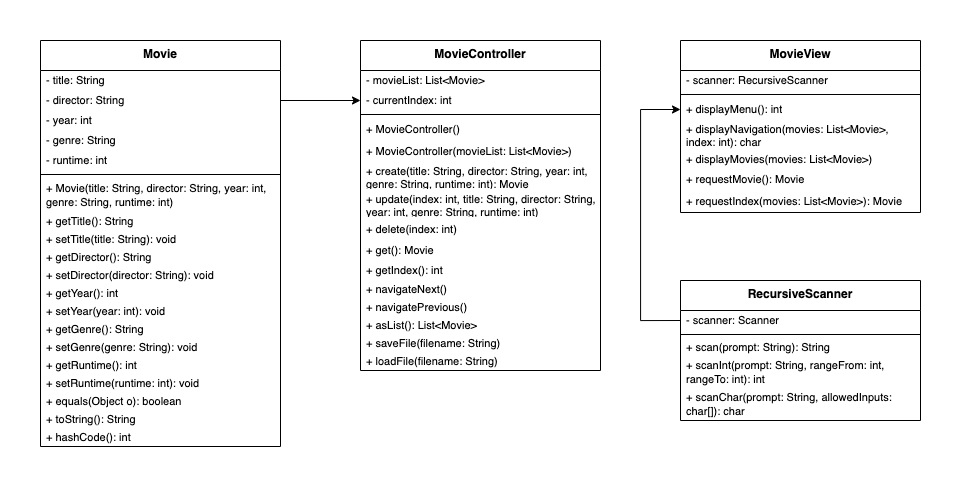 Movie
- title: String
- director: String
- year: int
- genre: String
- runtime: int
+ Movie(title: String, director: String, year: int,
genre: String, runtime: int)
+ getTitle(): String
+ setTitle(title: String): void
+ getDirector(): String
+ setDirector(director: String): void
+ getYear(): int
+ setYear(year: int): void
+ getGenre(): String
+ setGenre(genre: String): void
+ getRuntime(): int
+ setRuntime(runtime: int): void
+ equals(Object o): boolean
+ toString(): String
+ hashCode(): int
MovieController
- movieList: List<Movie>
- currentIndex: int
+ MovieController()
+ MovieController(movieList: List<Movie>)
+ create(title: String, director: String, year: int,
genre: String, runtime: int): Movie
+ update(index: int, title: String, director: String,
year: int, genre: String, runtime: int)
+ delete(index: int)
+ get(): Movie
+ getIndex(): int
+ navigateNext()
+ navigatePrevious()
+ asList(): List<Movie>
+ saveFile(filename: String)
+ loadFile(filename: String)
MovieView
- scanner: RecursiveScanner
+ displayMenu(): int
+ displayNavigation(movies: List<Movie>,
index: int): char
+ displayMovies(movies: List<Movie>)
+ requestMovie(): Movie
+ requestIndex(movies: List<Movie>): Movie
RecursiveScanner
- scanner: Scanner
+ scan(prompt: String): String
+ scanInt(prompt: String, rangeFrom: int,
rangeTo: int): int
+ scanChar(prompt: String, allowedInputs:
char[]): char